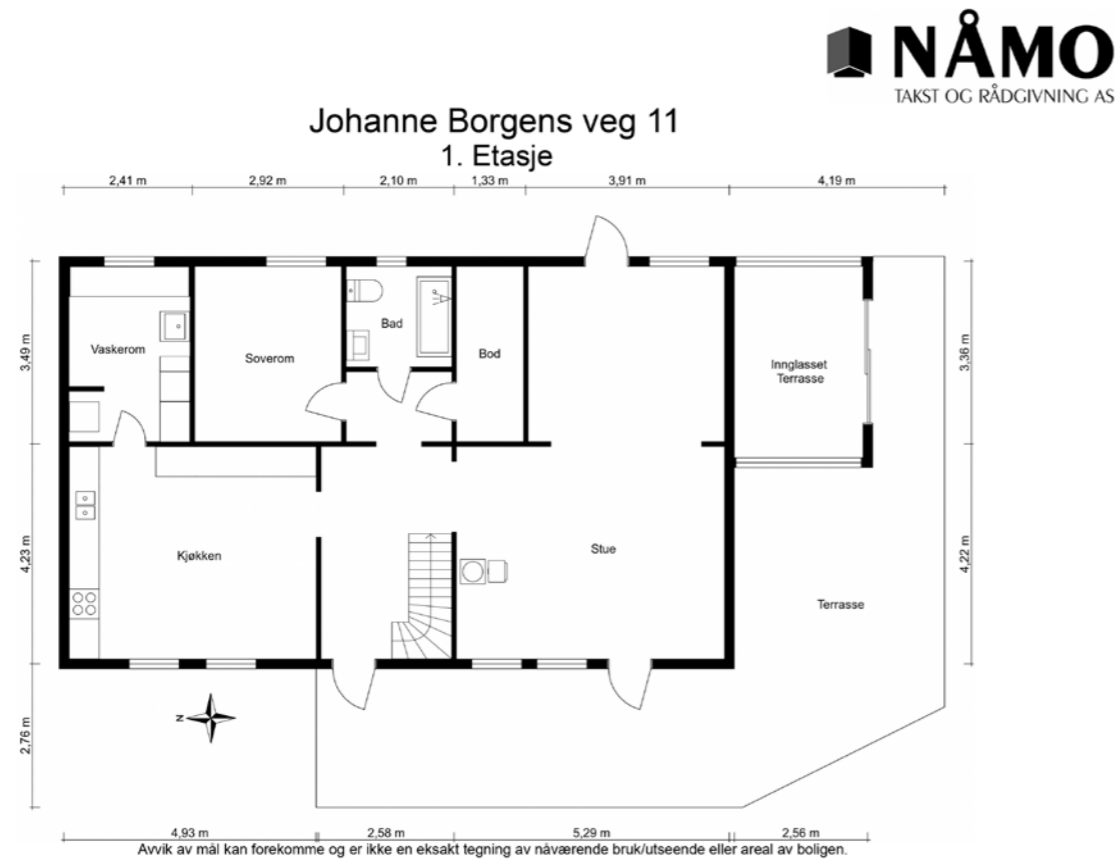 NÅMO
TAKST OG RÅDGIVNING AS
Johanne Borgens veg 11
1. Etasje
2,41 m
2,92 m
2,10 m
1,33 m
3,91 m
4,19 m
3,49 m
Vaskerom
Soverom
Bad
Bod
Innglasset
Terrasse
3,36 m
4,23 m
Kjøkken
Stue
Terrasse
4,22 m
2,76 m
N
4,93 m
2,58 m
5,29 m
2,56 m
Avvik av mål kan forekomme og er ikke en eksakt tegning av nåværende bruk/utseende eller areal av boligen.